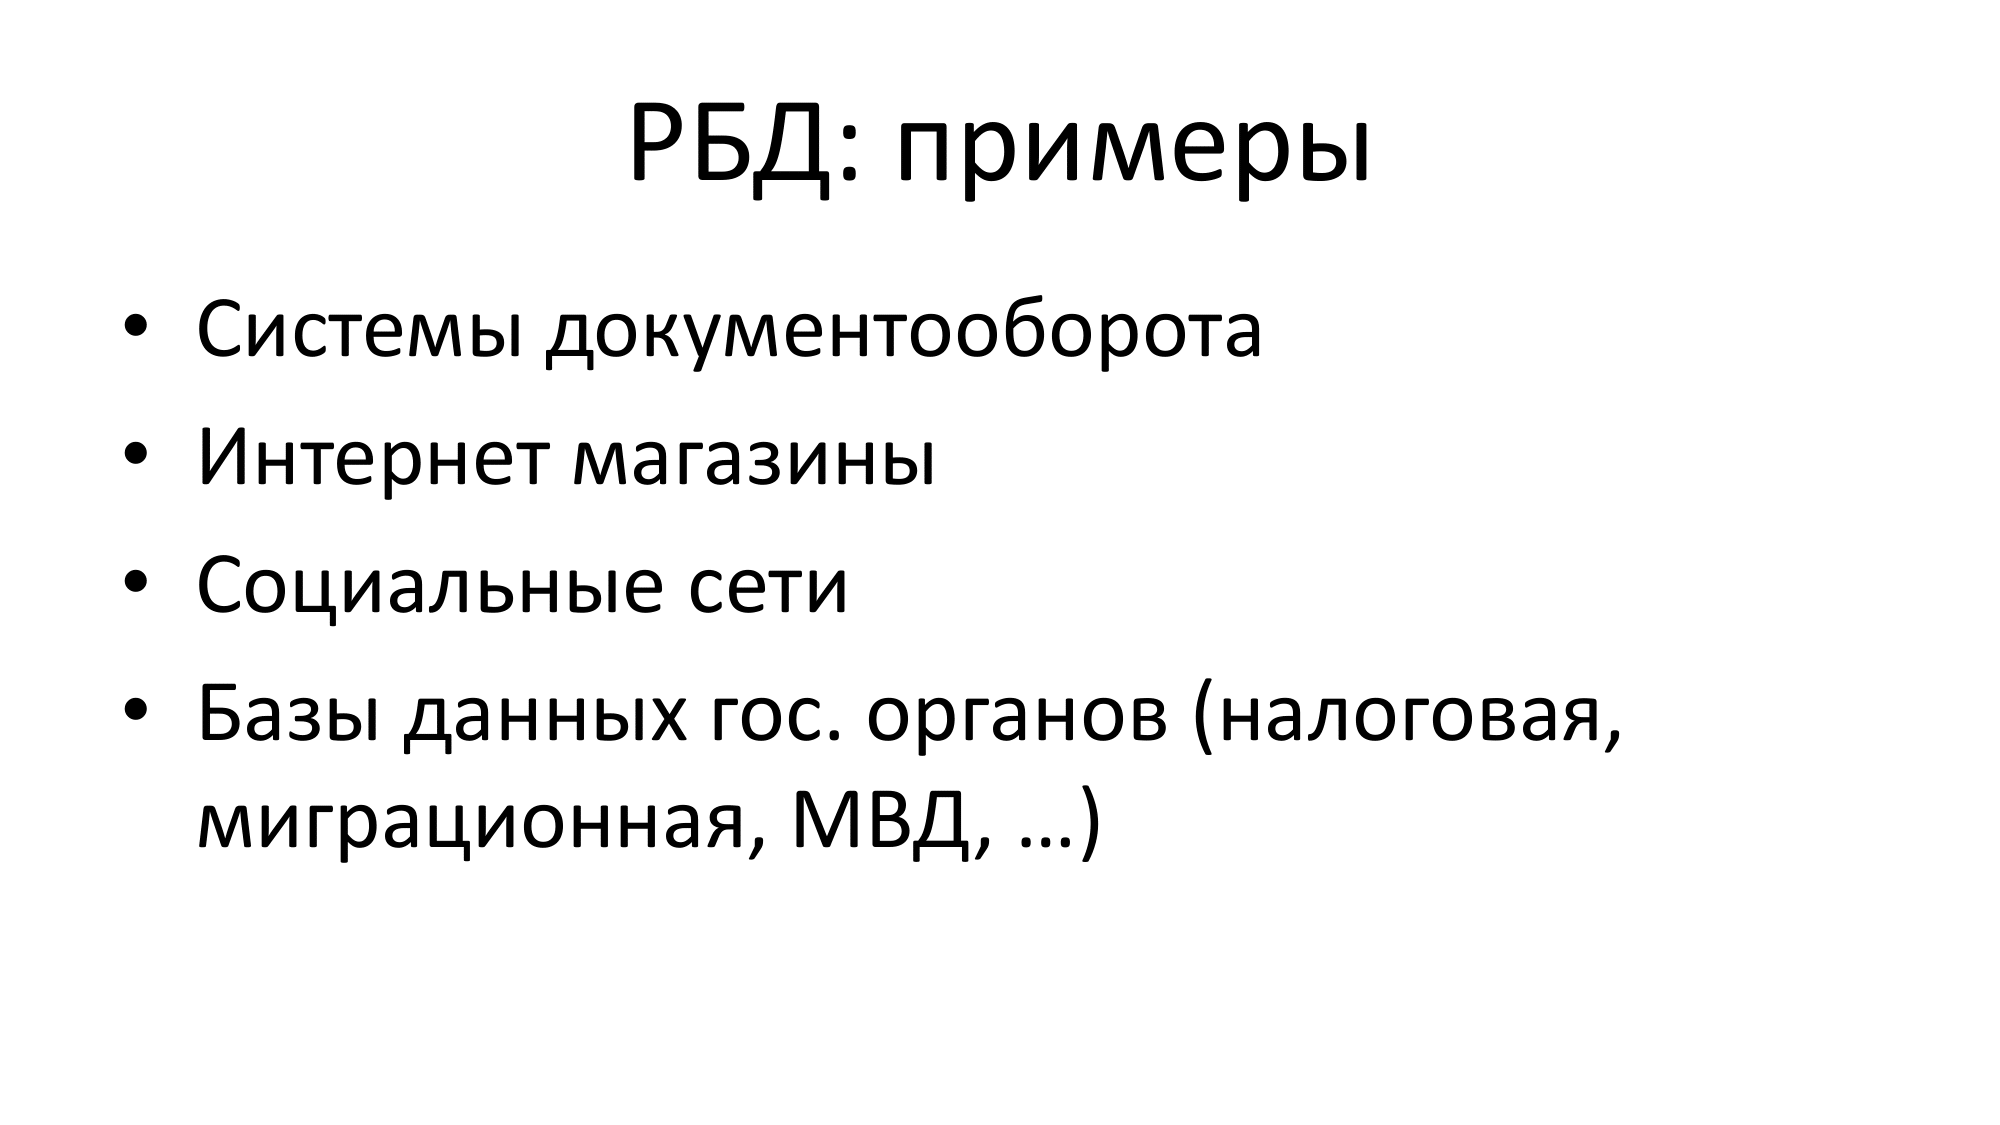 РБД: примеры
• Системы документооборота
• Интернет магазины
• Социальные сети
• Базы данных гос. органов (налоговая,
миграционная, МВД, …)